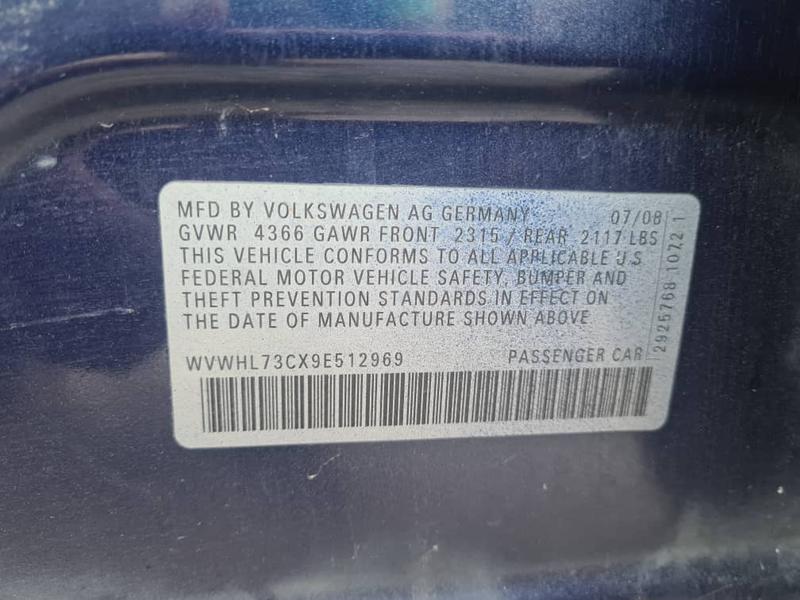 MFD BY VOLKSWAGEN AG GERMANY 07/08
GVWR 4366 GAWR FRONT 2315 / REAR 2117 LBS
THIS VEHICLE CONFORMS TO ALL APPLICABLE U.S
FEDERAL MOTOR VEHICLE SAFETY, BUMPER AND
THEFT PREVENTION STANDARDS IN EFFECT ON
THE DATE OF MANUFACTURE SHOWN ABOVE
WVWHL73CX9E512969 PASSENGER CAR
2925768 10721